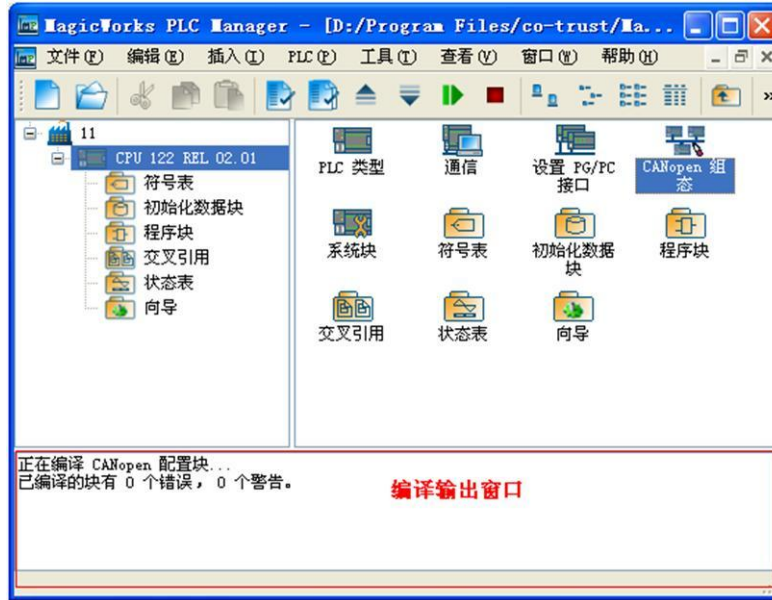 MagicWorks PLC Manager - [D:/Program Files/co-trust/Ma...
文件(F) 编辑(E) 插入(I) PLC(P) 工具(T) 查看(V) 窗口(W) 帮助(H)
11
CPU 122 REL 02.01
符号表
初始化数据块
程序块
交叉引用
状态表
向导
PLC 类型
通信
设置 PG/PC
接口
CANopen 组
态
系统块
符号表
初始化数据
块
程序块
交叉引用
状态表
向导
正在编译 CANopen 配置块...
已编译的块有 0 个错误, 0 个警告。
编译输出窗口